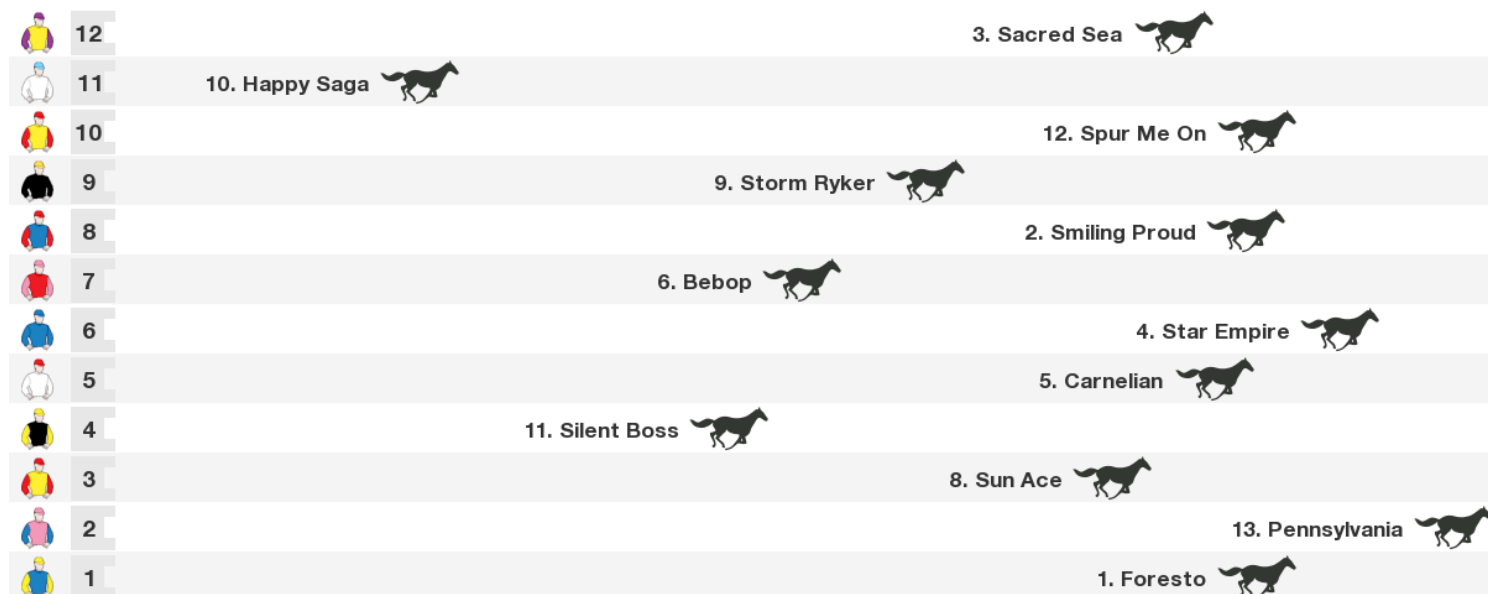 12 3. Sacred Sea
11 10. Happy Saga
10 12. Spur Me On
9 9. Storm Ryker
8 2. Smiling Proud
7 6. Bebop
6 4. Star Empire
5 5. Carnelian
4 11. Silent Boss
3 8. Sun Ace
2 13. Pennsylvania
1 1. Foresto